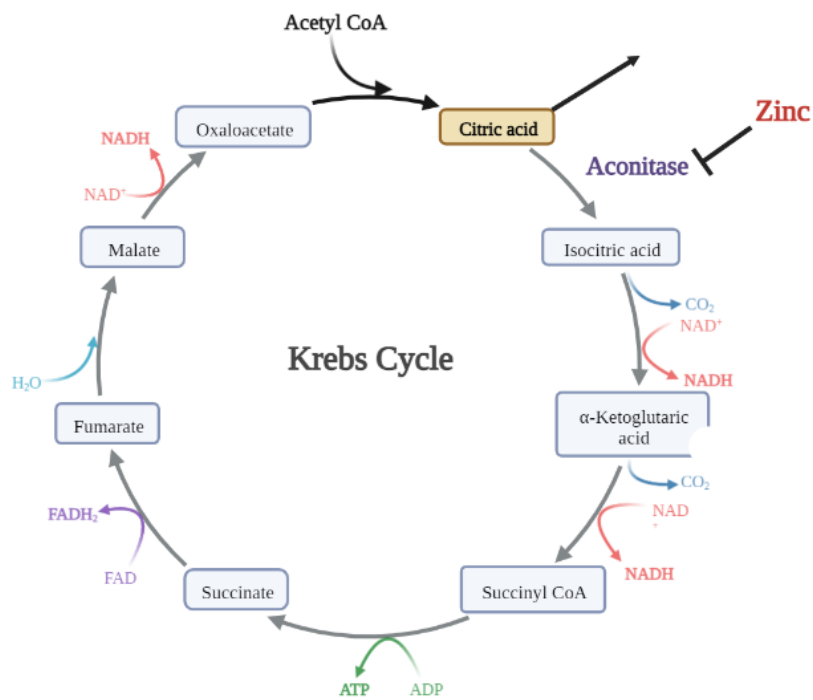 Acetyl CoA
Oxaloacetate
Citric acid
Zinc
NADH
Aconitase
NAD⁺
Malate
Isocitric acid
CO₂
NAD⁺
Krebs Cycle
H₂O
NADH
α-Ketoglutaric
acid
Fumarate
CO₂
FADH₂
NAD
+
FAD
NADH
Succinate
Succinyl CoA
ATP
ADP